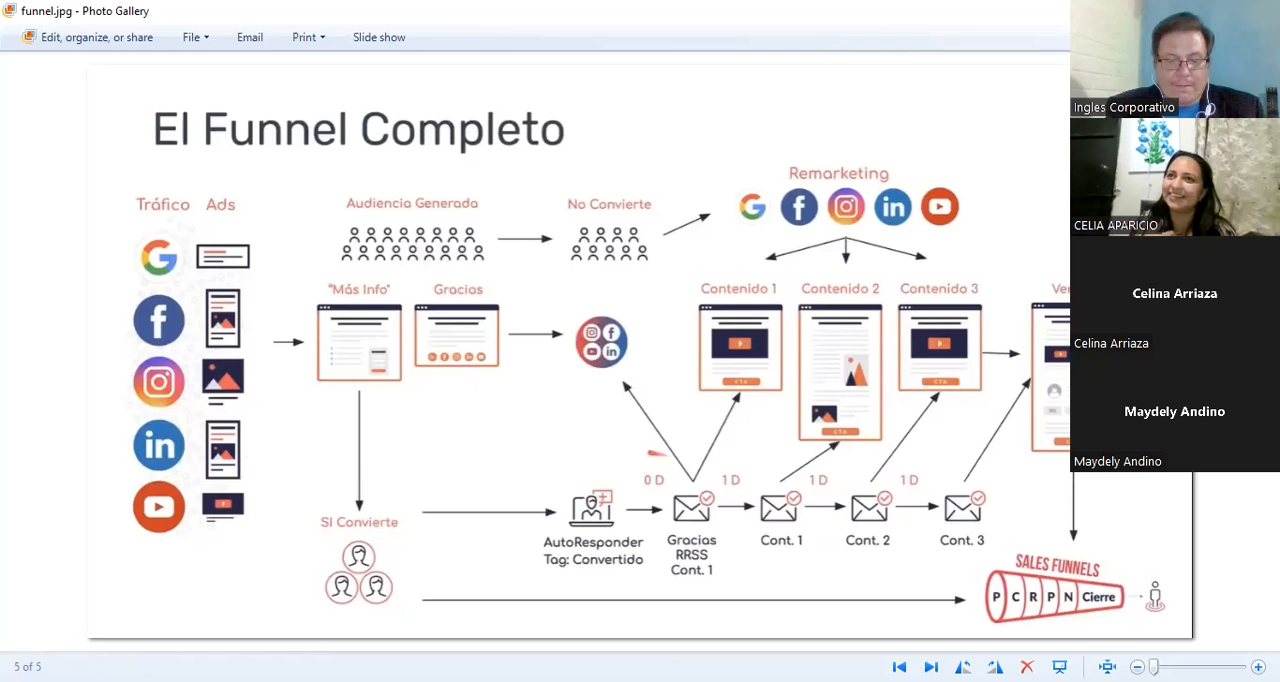 funnel.jpg - Photo Gallery
Edit, organize, or share
File
Email
Print
Slide show
El Funnel Completo
Tráfico
Ads
Audiencia Generada
No Convierte
Remarketing
"Más Info"
Gracias
Contenido 1
Contenido 2
Contenido 3
CTA
CTA
CTA
0 D
1 D
1 D
1 D
SI Convierte
AutoResponder
Tag: Convertido
Gracias
RRSS
Cont. 1
Cont. 1
Cont. 2
Cont. 3
SALES FUNNELS
P C R P N Cierre
Ingles Corporativo
CELIA APARICIO
Celina Arriaza
Celina Arriaza
Maydely Andino
Maydely Andino
5 of 5